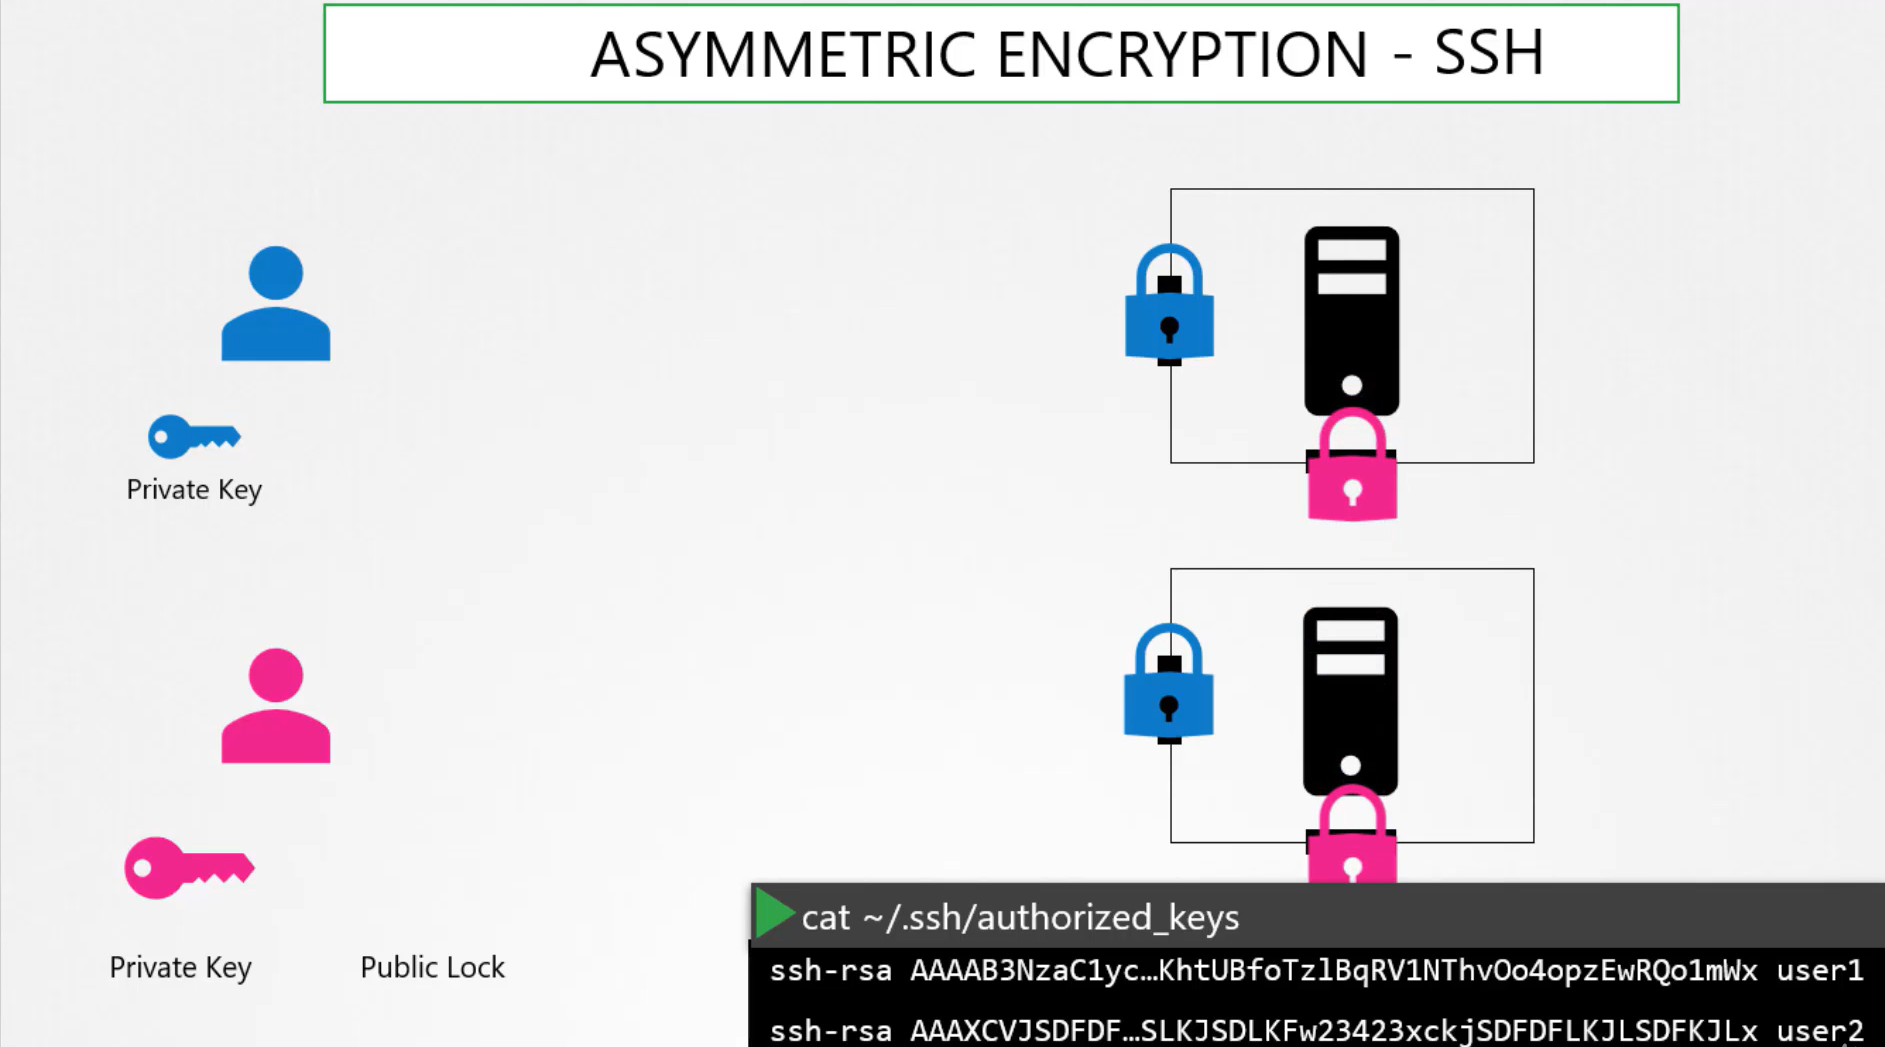 ASYMMETRIC ENCRYPTION - SSH
Private Key
Private Key
Public Lock
cat ~/.ssh/authorized_keys
ssh-rsa AAAAB3NzaC1yc…KhtUBfoTzlBqRV1NThvOo4opzEwRQo1mWx user1
ssh-rsa AAAXCVJSDFDF…SLKJSDLKFw23423xckjSDFDFLKJLSDFKJLx user2